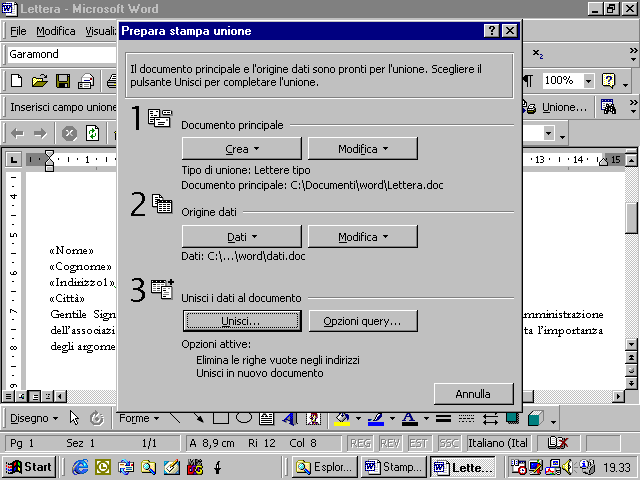 Lettera - Microsoft Word
Prepara stampa unione
File Modifica Visualiz
Garamond
Il documento principale e l'origine dati sono pronti per l'unione. Scegliere il
pulsante Unisci per completare l'unione.
100%
Inserisci campo unione
Unione...
1
Documento principale
Crea
Modifica
Tipo di unione: Lettere tipo
Documento principale: C:\Documenti\word\Lettera.doc
2
Origine dati
Dati
Modifica
Dati: C:\...\word\dati.doc
3
Unisci i dati al documento
Unisci...
Opzioni query...
Opzioni attive:
Elimina le righe vuote negli indirizzi
Unisci in nuovo documento
Annulla
1 · 1 · 13 · 14 · 15
«Nome»
«Cognome»
«Indirizzo1»
«Città»
Gentile Sign mministrazione
dell'associazi ta l'importanza
degli argome
Disegno Forme
Pg 1 Sez 1 1/1 A 8,9 cm Ri 12 Col 8 REG REV EST SSC Italiano (Ital
Start Esplor... Stamp... Lette... 19.33